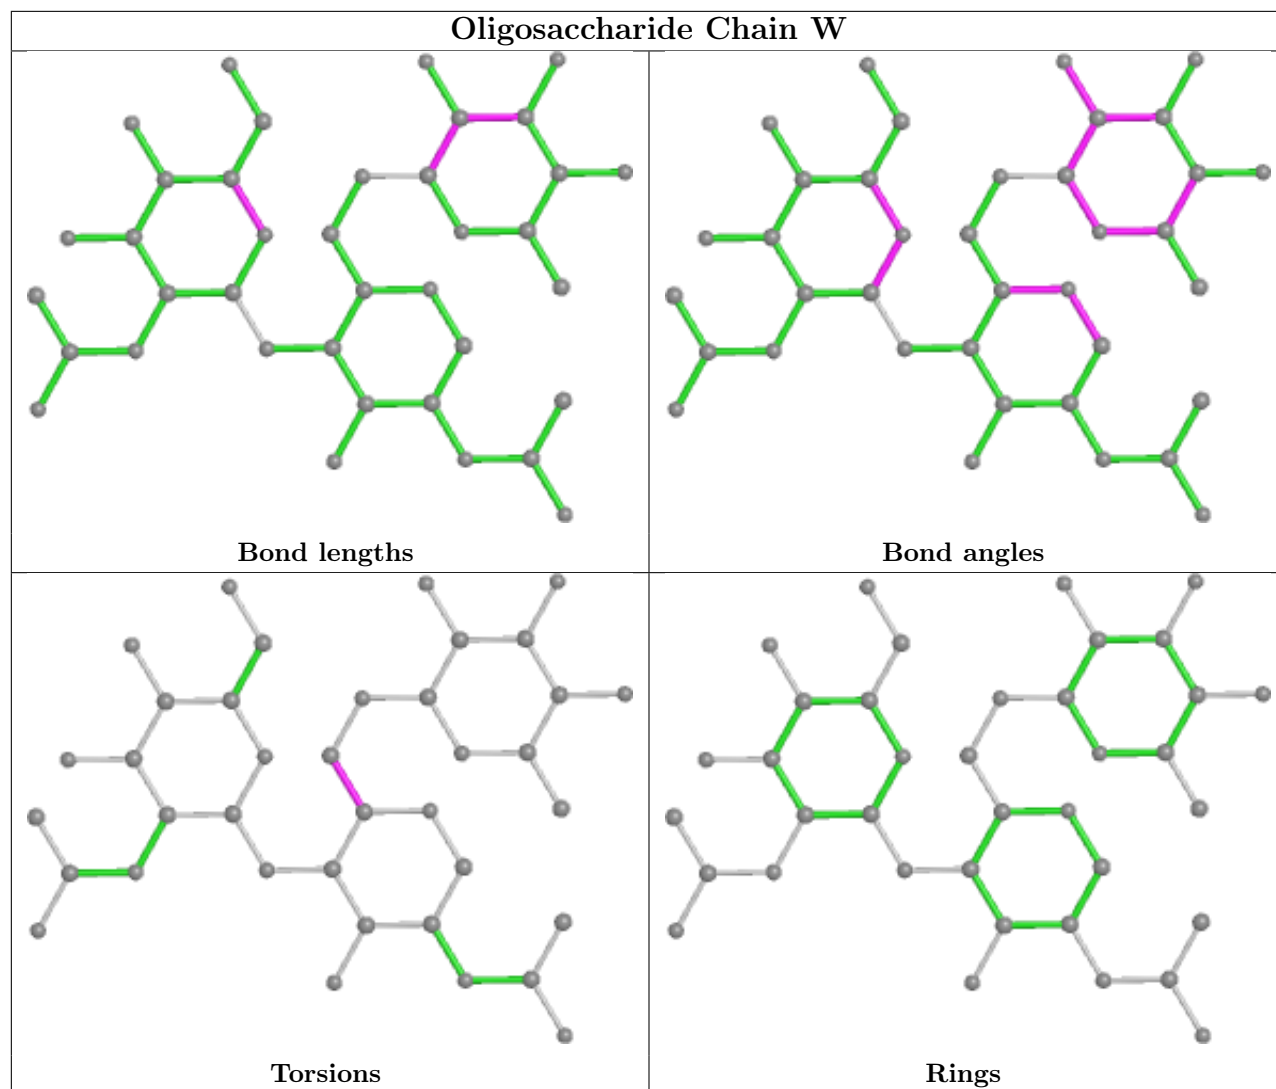 Oligosaccharide Chain W
Bond lengths
Bond angles
Torsions
Rings